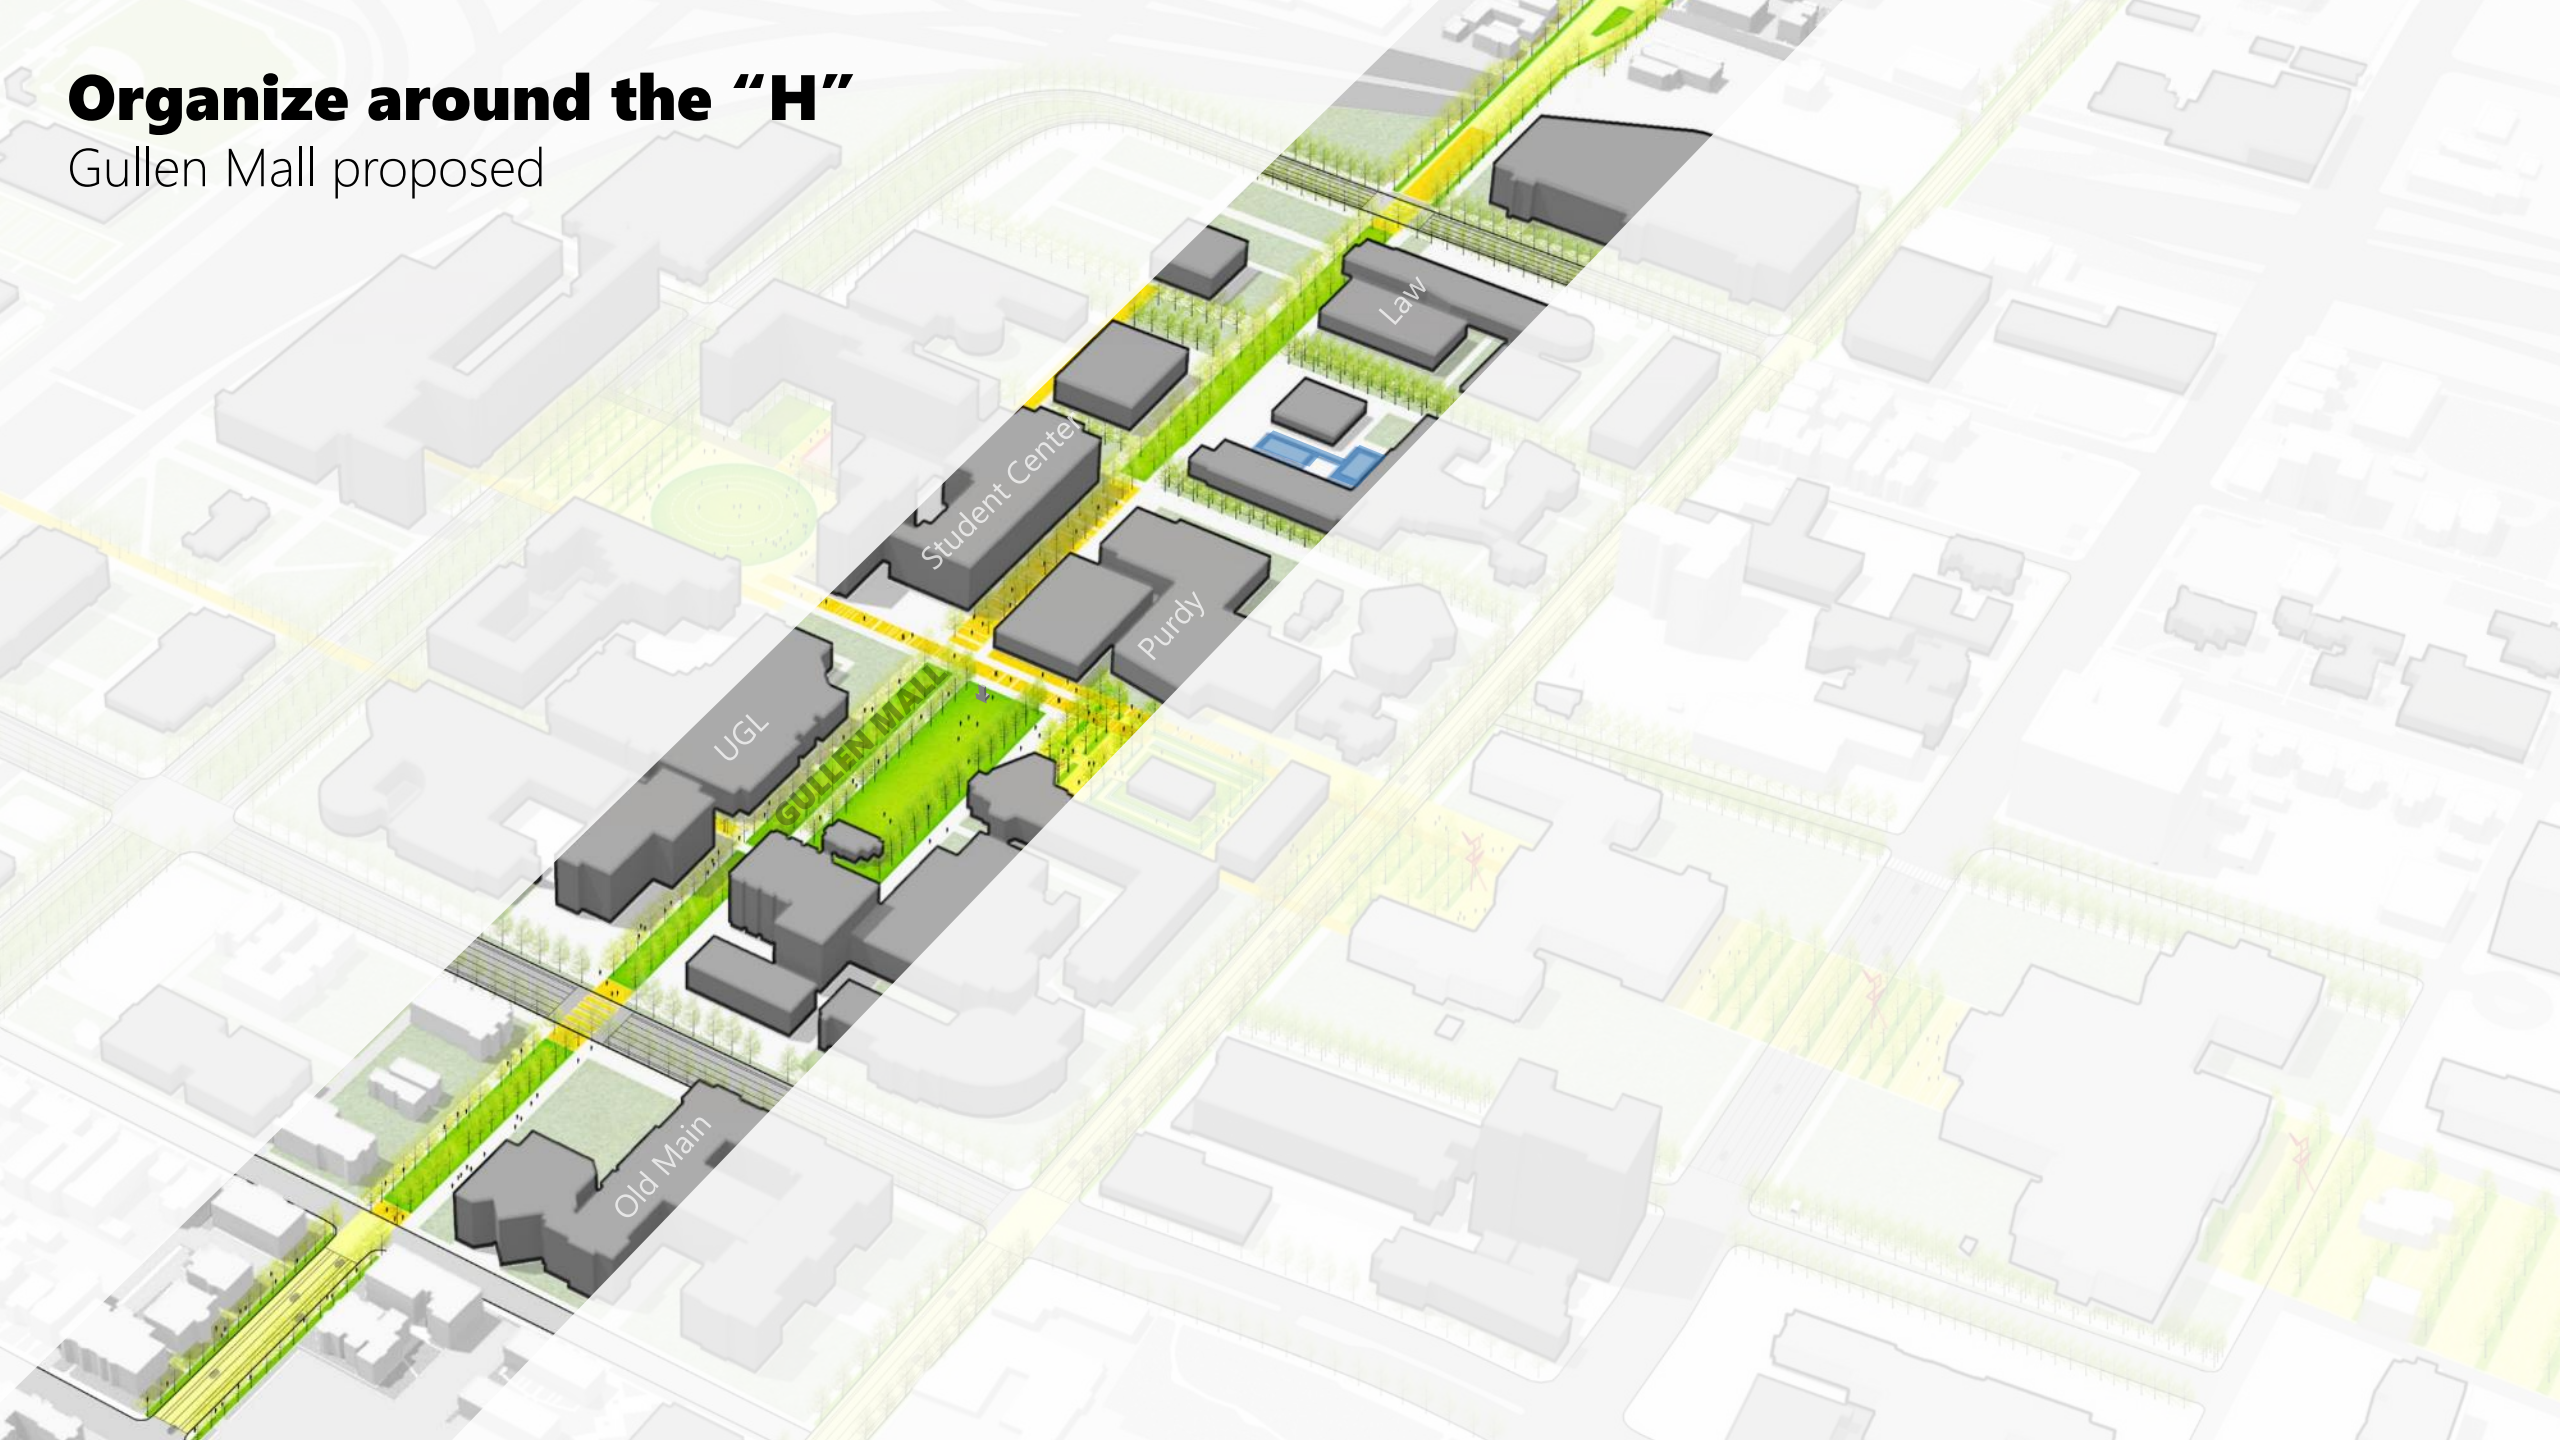 Organize around the “H”
Gullen Mall proposed
Law
Student Center
Purdy
UGL
GULLEN MALL
Old Main